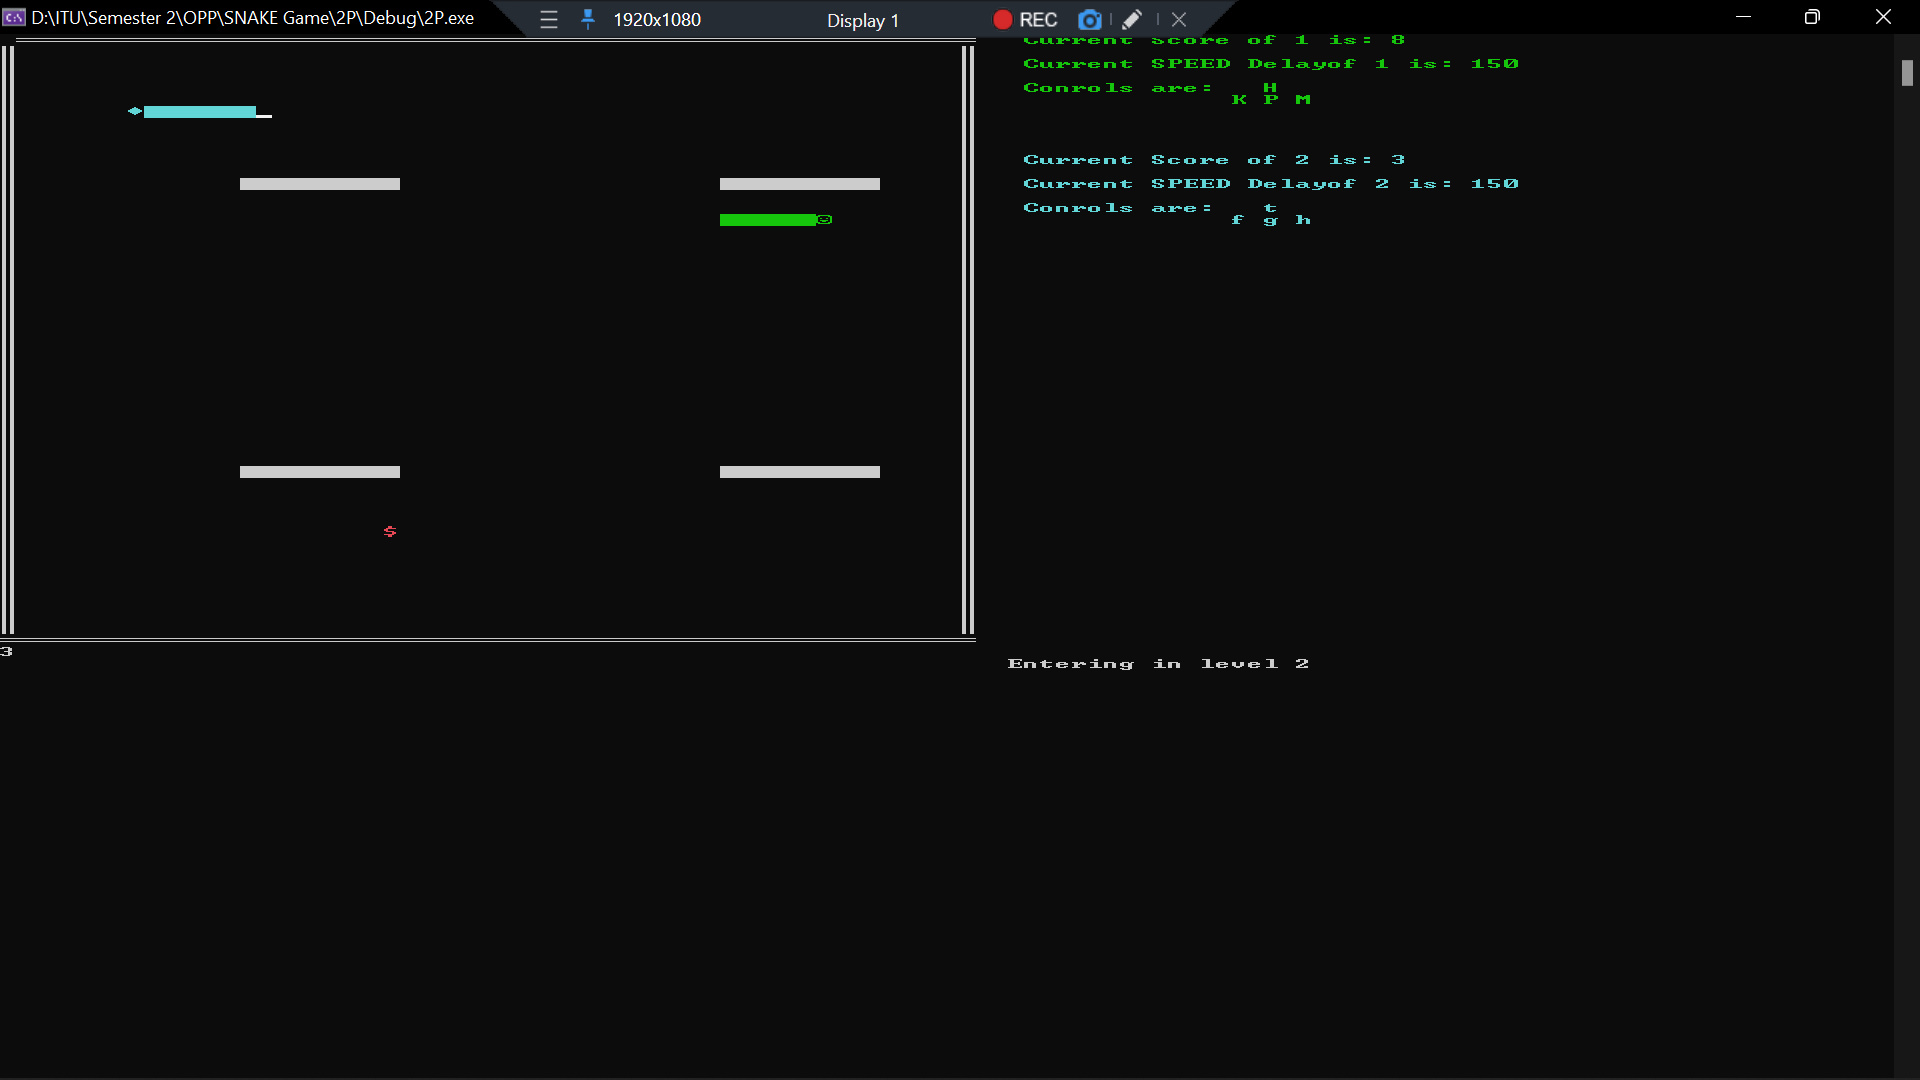 D:\ITU\Semester 2\OPP\SNAKE Game\2P\Debug\2P.exe
1920x1080
Display 1
REC
Current Score of 1 is: 8
Current SPEED Delayof 1 is: 150
Conrols are: H
K P M
Current Score of 2 is: 3
Current SPEED Delayof 2 is: 150
Conrols are: t
f g h
$
3
Entering in level 2